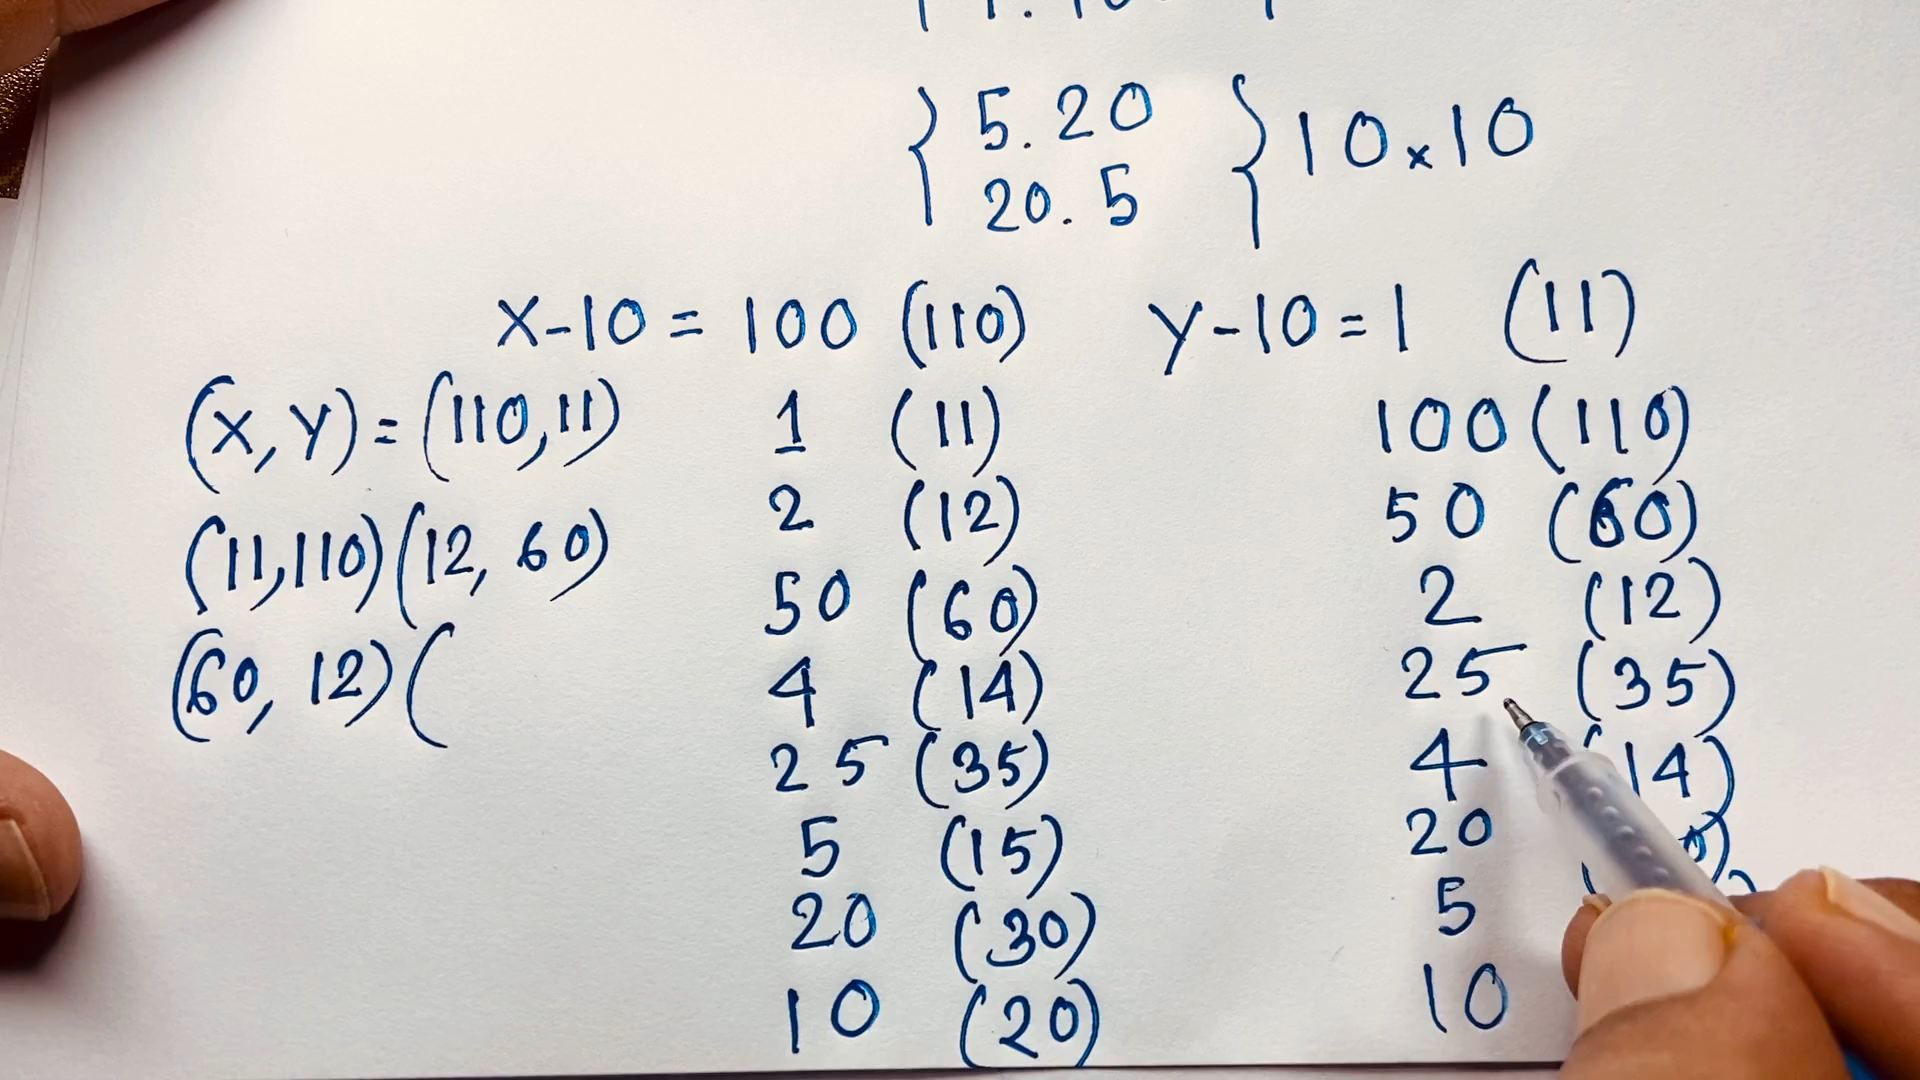 { 5.20 } 10×10
20.5
X-10 = 100 (110) Y-10 = 1 (11)
(X, Y) = (110,11) 1 (11) 100 (110)
(11,110) (12, 60) 2 (12) 50 (60)
50 (60) 2 (12)
(60, 12) ( 4 (14) 25 (35)
25 (35) 4 (14)
5 (15) 20
20 (30) 5
10 (20) 10